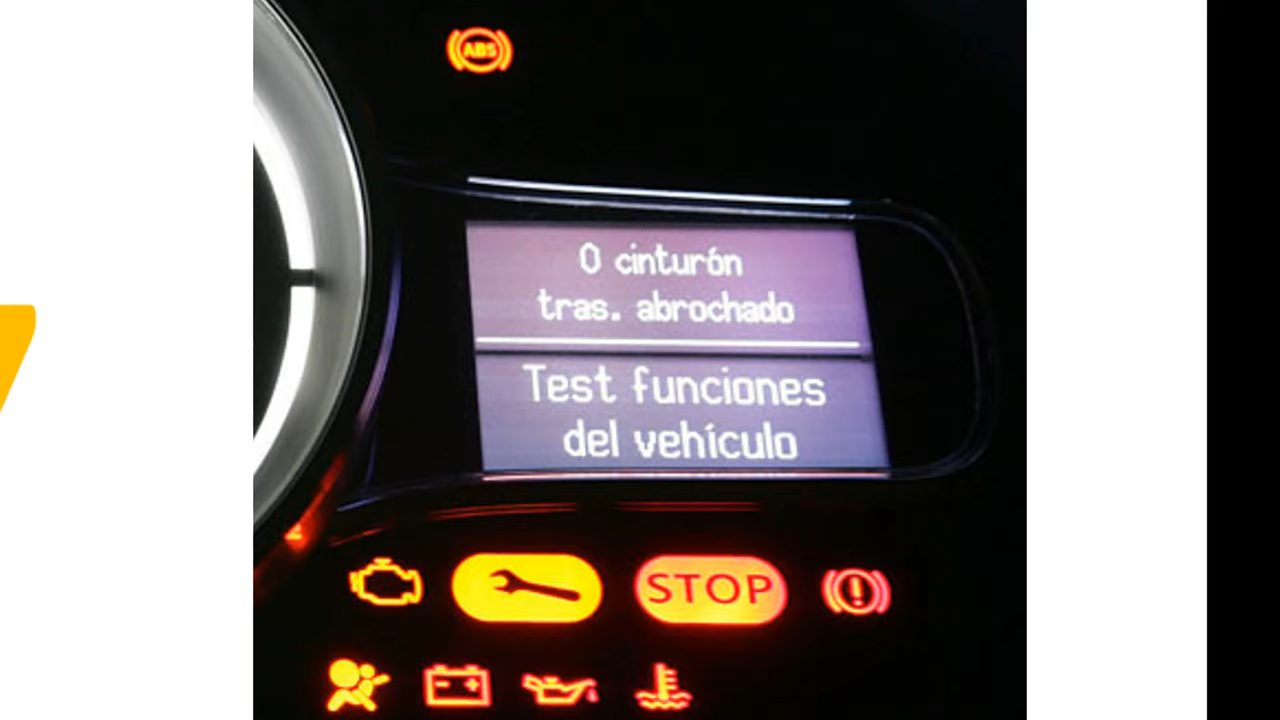 ABS
0 cinturón
tras. abrochado
Test funciones
del vehículo
STOP